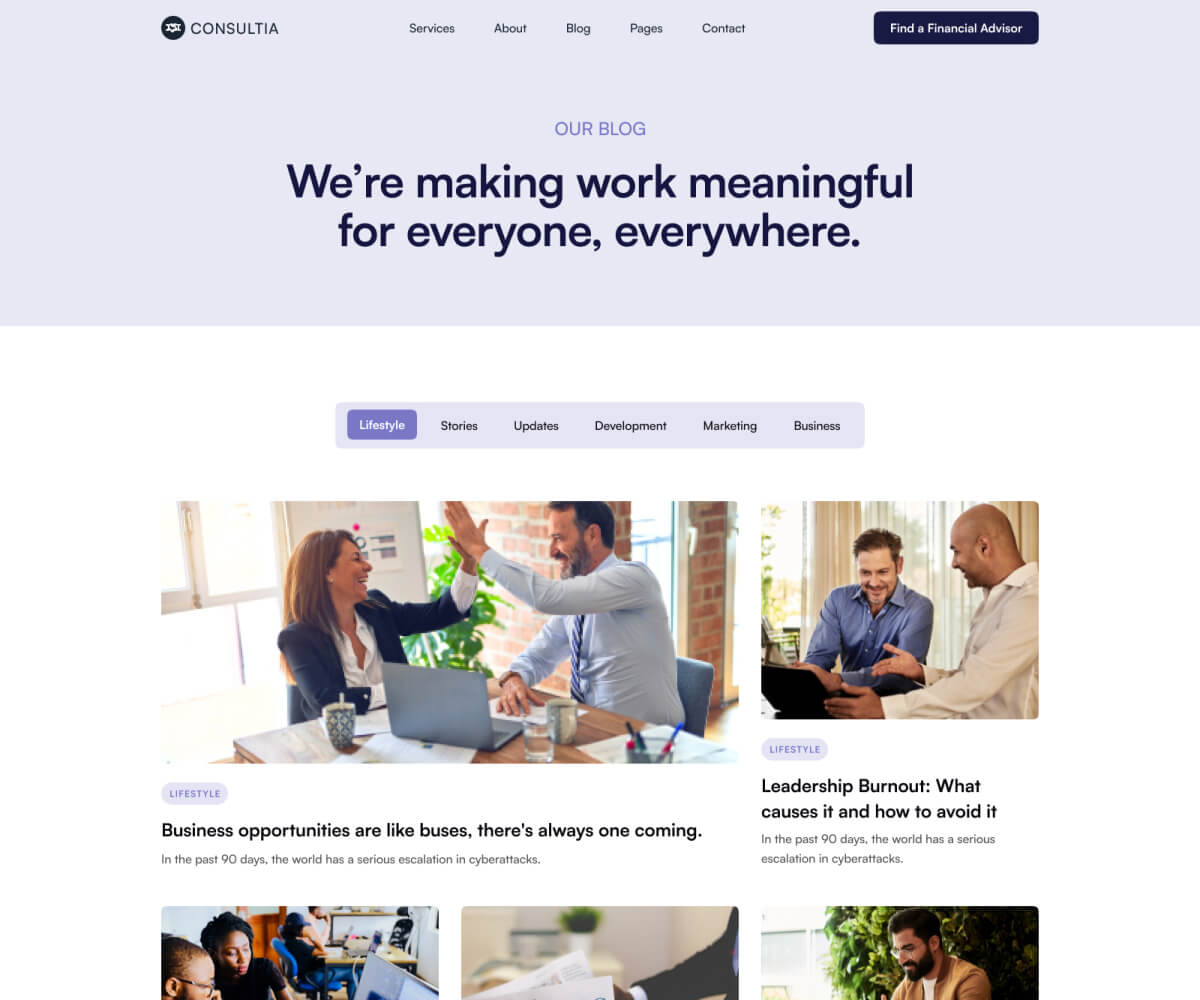 CONSULTIA
Services
About
Blog
Pages
Contact
Find a Financial Advisor
OUR BLOG
We’re making work meaningful
for everyone, everywhere.
Lifestyle
Stories
Updates
Development
Marketing
Business
LIFESTYLE
Business opportunities are like buses, there's always one coming.
In the past 90 days, the world has a serious escalation in cyberattacks.
LIFESTYLE
Leadership Burnout: What
causes it and how to avoid it
In the past 90 days, the world has a serious
escalation in cyberattacks.